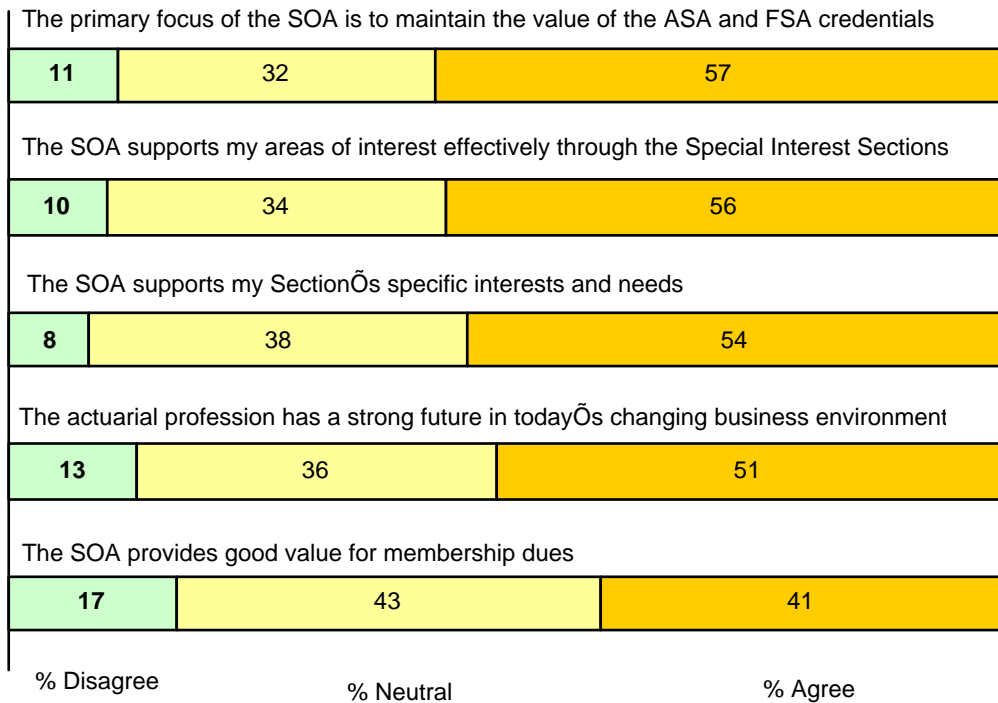 The primary focus of the SOA is to maintain the value of the ASA and FSA credentials
11 32 57
The SOA supports my areas of interest effectively through the Special Interest Sections
10 34 56
The SOA supports my SectionÕs specific interests and needs
8 38 54
The actuarial profession has a strong future in todayÕs changing business environment
13 36 51
The SOA provides good value for membership dues
17 43 41
% Disagree % Neutral % Agree